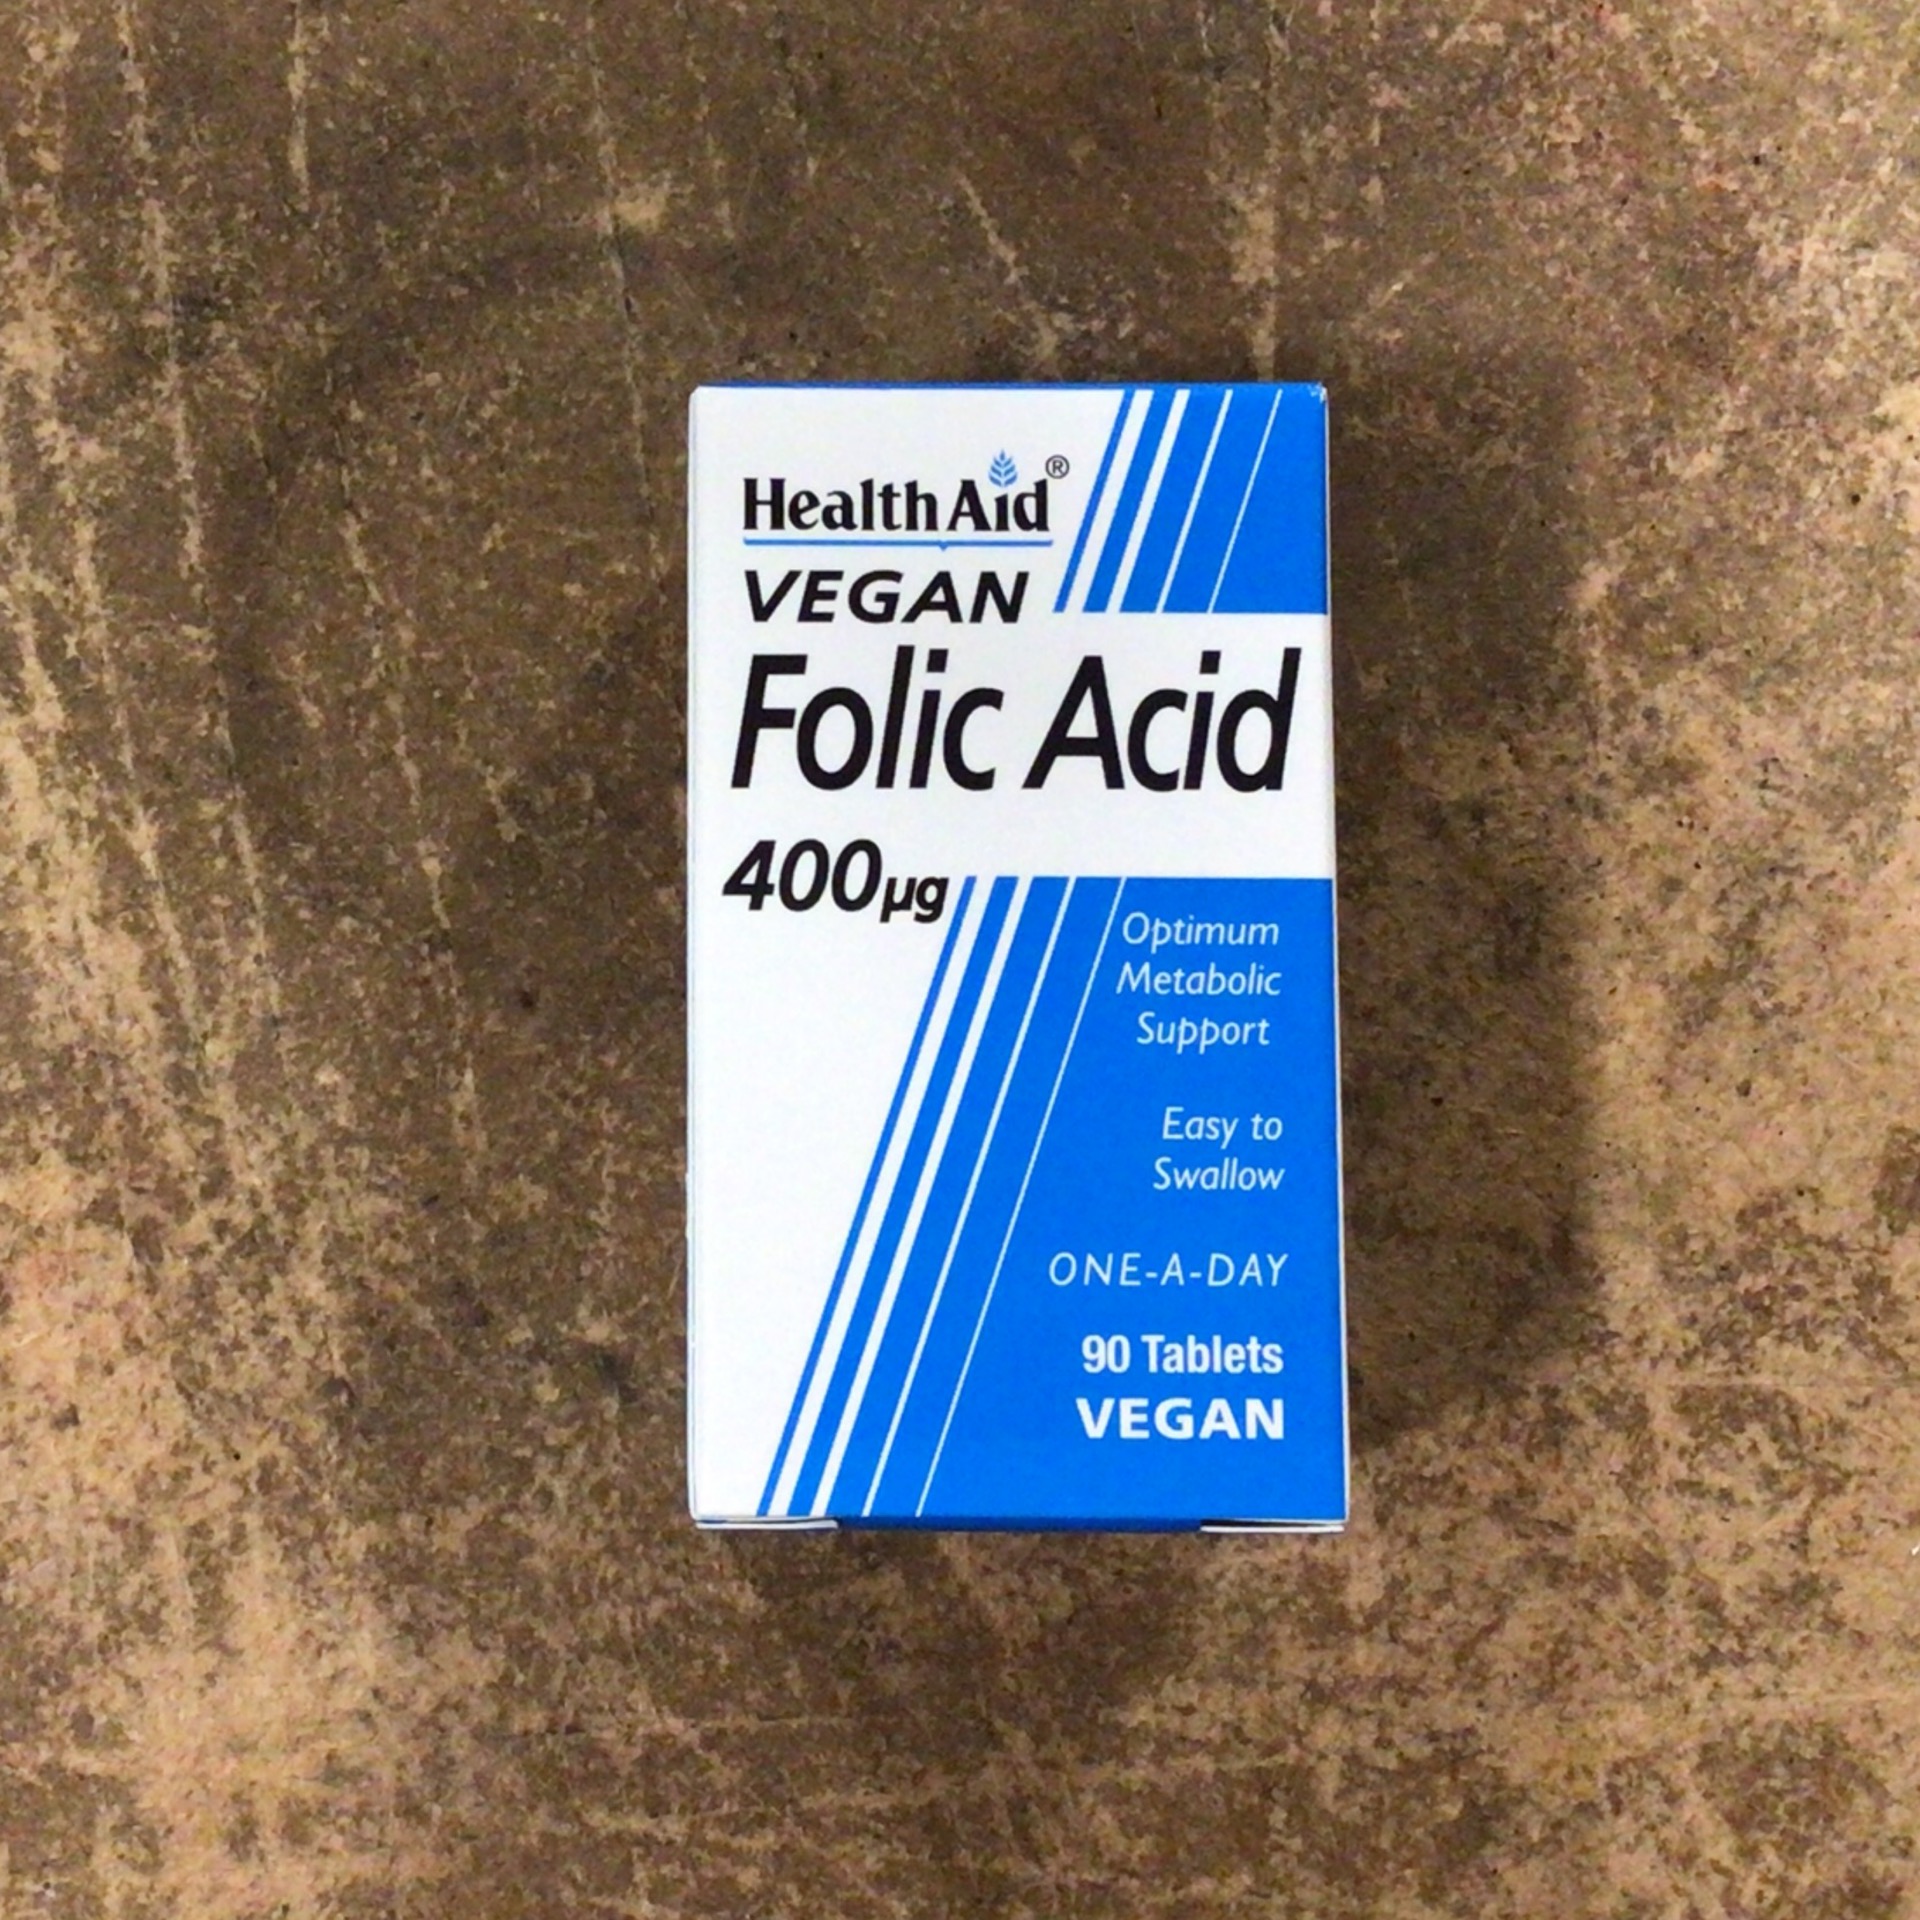 HealthAid®
VEGAN
Folic Acid
400µg
Optimum
Metabolic
Support
Easy to
Swallow
ONE-A-DAY
90 Tablets
VEGAN